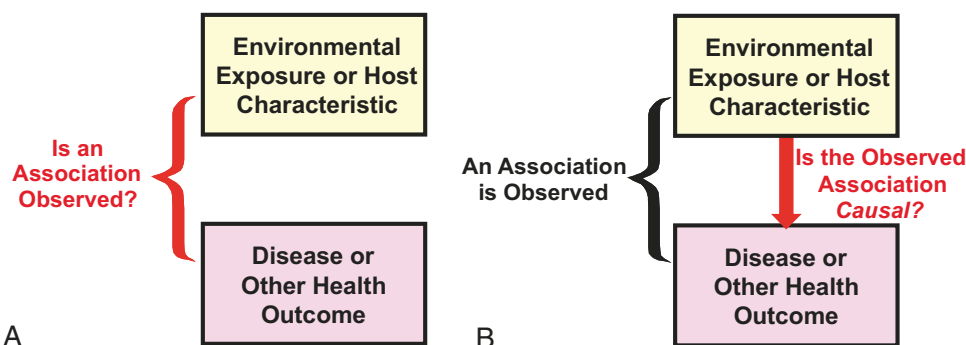 Environmental
Exposure or Host
Characteristic
Is an
Association
Observed?
Disease or
Other Health
Outcome
A
Environmental
Exposure or Host
Characteristic
An Association
is Observed
Is the Observed
Association
Causal?
Disease or
Other Health
Outcome
B